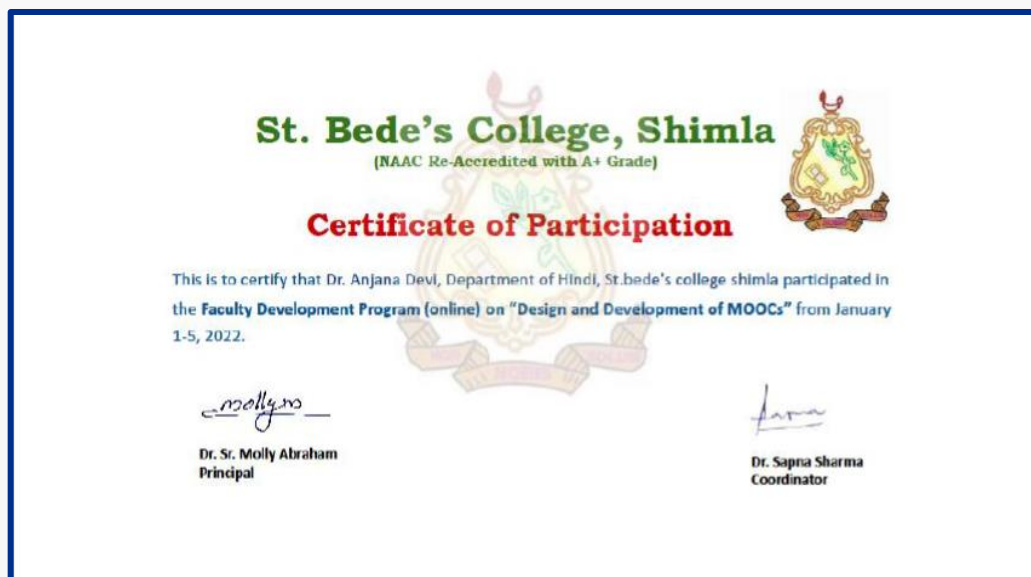 St. Bede's College, Shimla
(NAAC Re-Accredited with A+ Grade)
Certificate of Participation
This is to certify that Dr. Anjana Devi, Department of Hindi, St.bede's college shimla participated in
the Faculty Development Program (online) on "Design and Development of MOOCs" from January
1-5, 2022.
Dr. Sr. Molly Abraham
Principal
Dr. Sapna Sharma
Coordinator